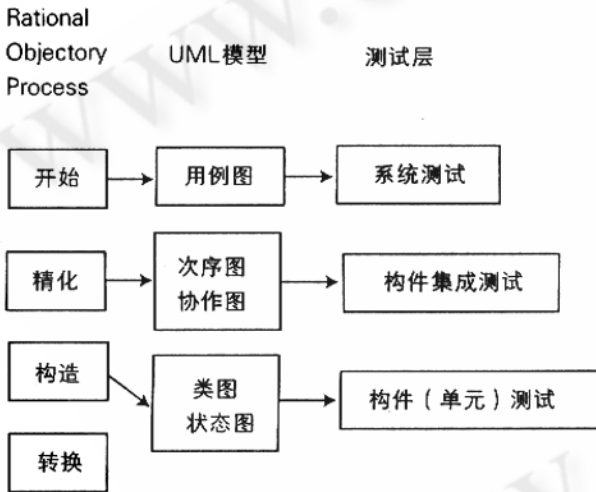 Rational
Objectory
Process
UML模型
测试层
开始
用例图
系统测试
精化
次序图
协作图
构件集成测试
构造
类图
状态图
构件(单元)测试
转换